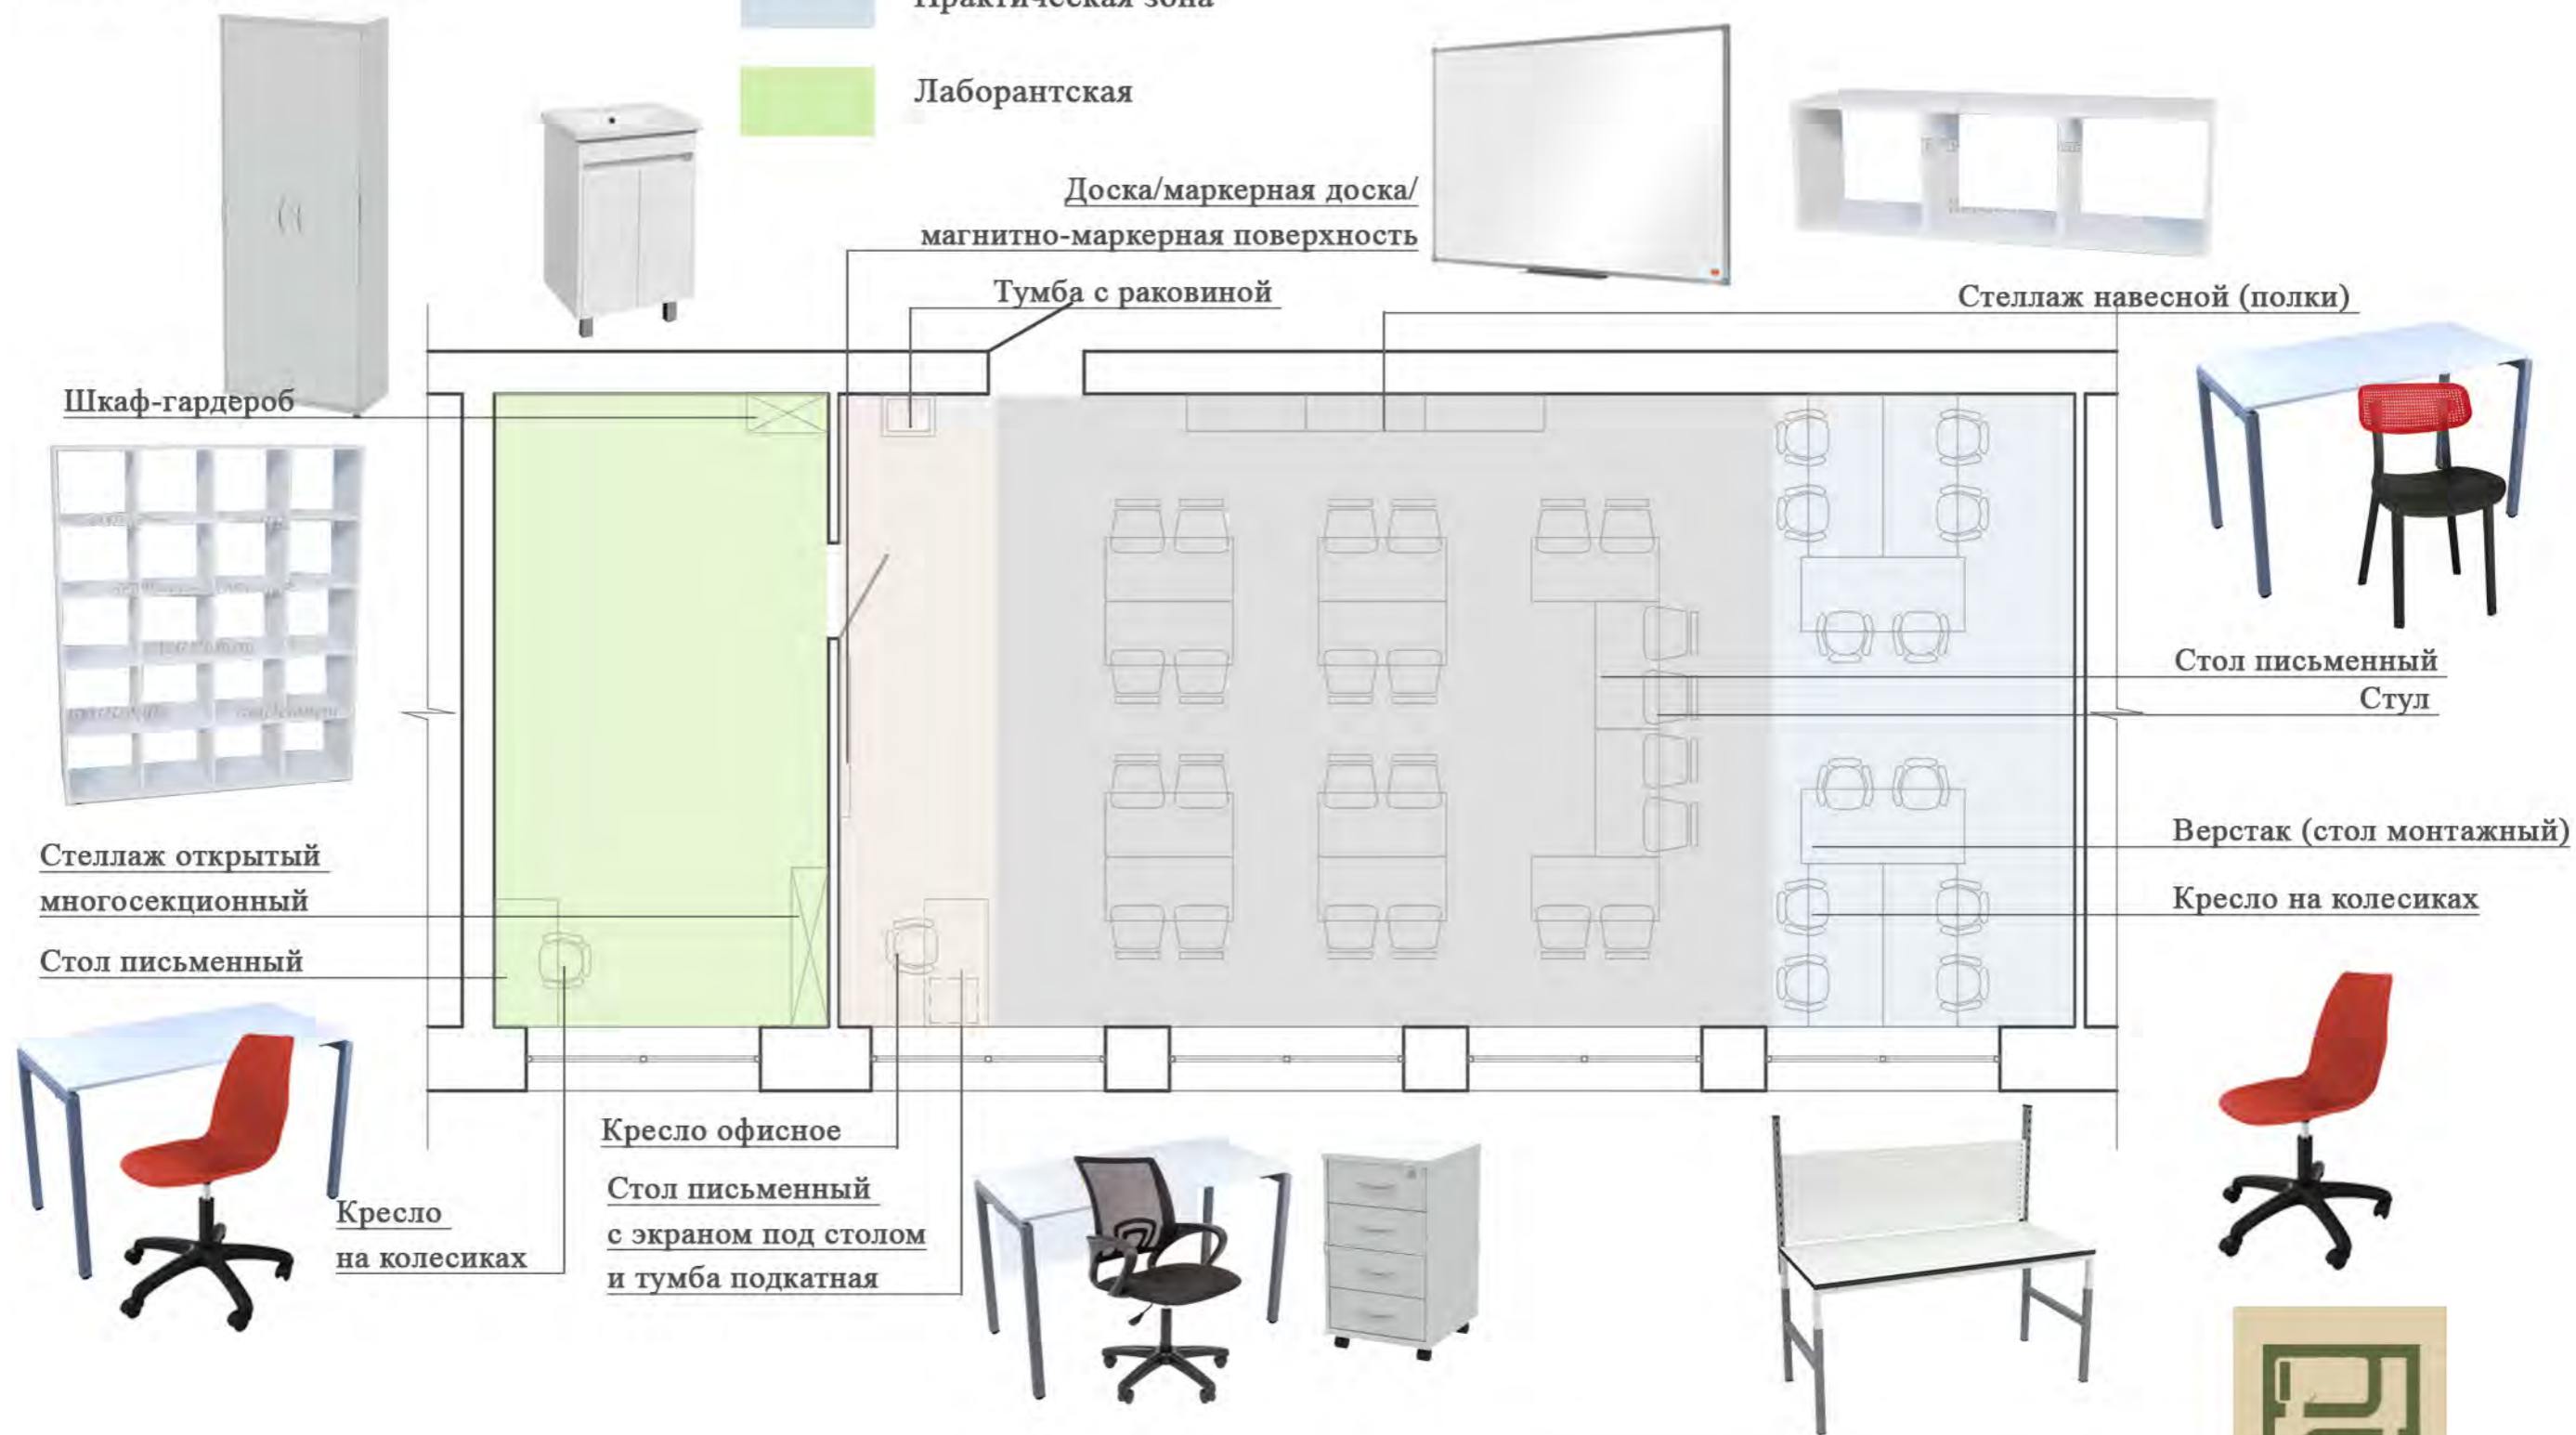 Практическая зона
Лаборантская
Доска/маркерная доска/
магнитно-маркерная поверхность
Тумба с раковиной
Стеллаж навесной (полки)
Шкаф-гардероб
Стол письменный
Стул
Верстак (стол монтажный)
Кресло на колесиках
Стеллаж открытый
многосекционный
Стол письменный
Кресло офисное
Стол письменный
с экраном под столом
и тумба подкатная
Кресло
на колесиках